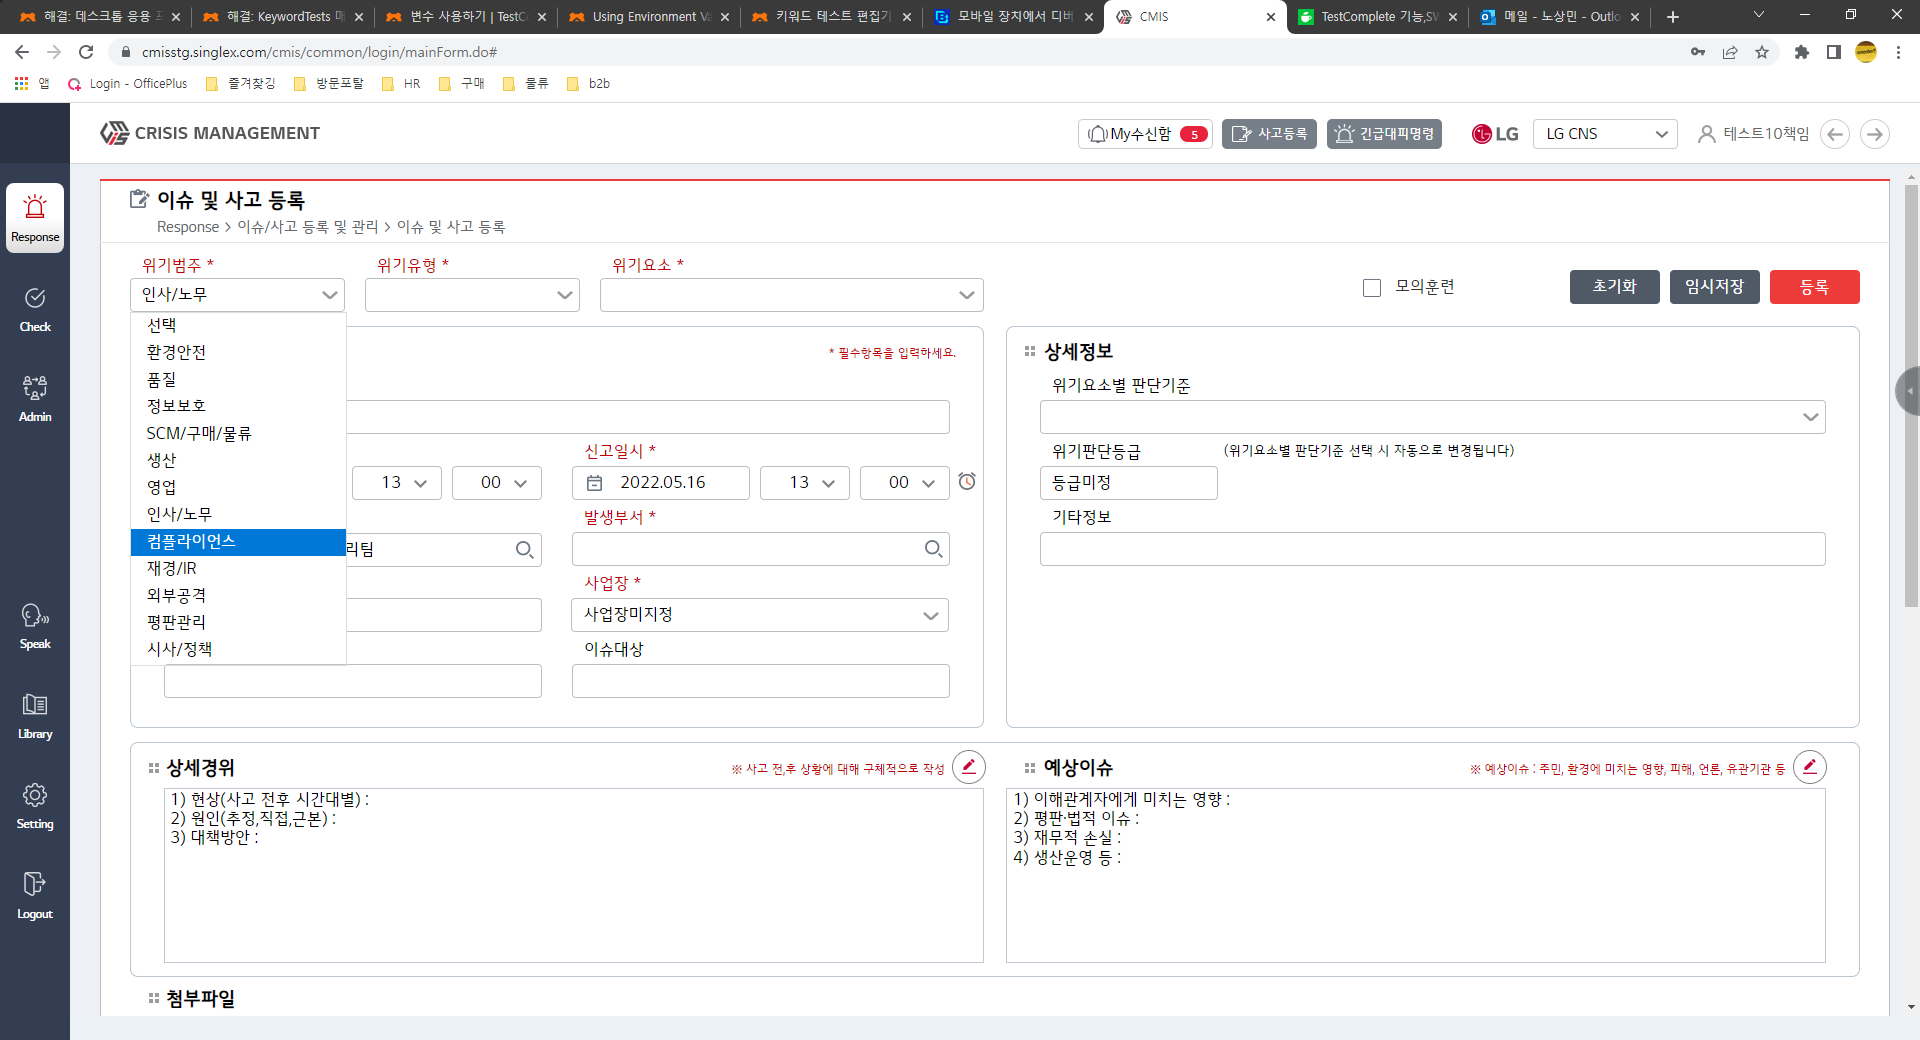 해결: 데스크톱 응용 프
해결: KeywordTests 매
변수 사용하기 | TestC
Using Environment Va
키워드 테스트 편집기
모바일 장치에서 디버
CMIS
TestComplete 기능,SW
메일 - 노상민 - Outlo
cmisstg.singlex.com/cmis/common/login/mainForm.do#
앱
Login - OfficePlus
즐겨찾깅
방문포탈
HR
구매
물류
b2b
CRISIS MANAGEMENT
My수신함 5
사고등록
긴급대피명령
LG
LG CNS
테스트10책임
Response
Check
Admin
Speak
Library
Setting
Logout
이슈 및 사고 등록
Response > 이슈/사고 등록 및 관리 > 이슈 및 사고 등록
위기범주 *
위기유형 *
위기요소 *
인사/노무
모의훈련
초기화
임시저장
등록
선택
환경안전
품질
정보보호
SCM/구매/물류
생산
영업
인사/노무
컴플라이언스
재경/IR
외부공격
평판관리
시사/정책
* 필수항목을 입력하세요.
신고일시 *
13
00
2022.05.16
13
00
발생부서 *
리팀
사업장 *
사업장미지정
이슈대상
상세정보
위기요소별 판단기준
위기판단등급
(위기요소별 판단기준 선택 시 자동으로 변경됩니다)
등급미정
기타정보
상세경위
※ 사고 전,후 상황에 대해 구체적으로 작성
1) 현상(사고 전후 시간대별) :
2) 원인(추정,직접,근본) :
3) 대책방안 :
예상이슈
※ 예상이슈 : 주민, 환경에 미치는 영향, 피해, 언론, 유관기관 등
1) 이해관계자에게 미치는 영향 :
2) 평판·법적 이슈 :
3) 재무적 손실 :
4) 생산운영 등 :
첨부파일